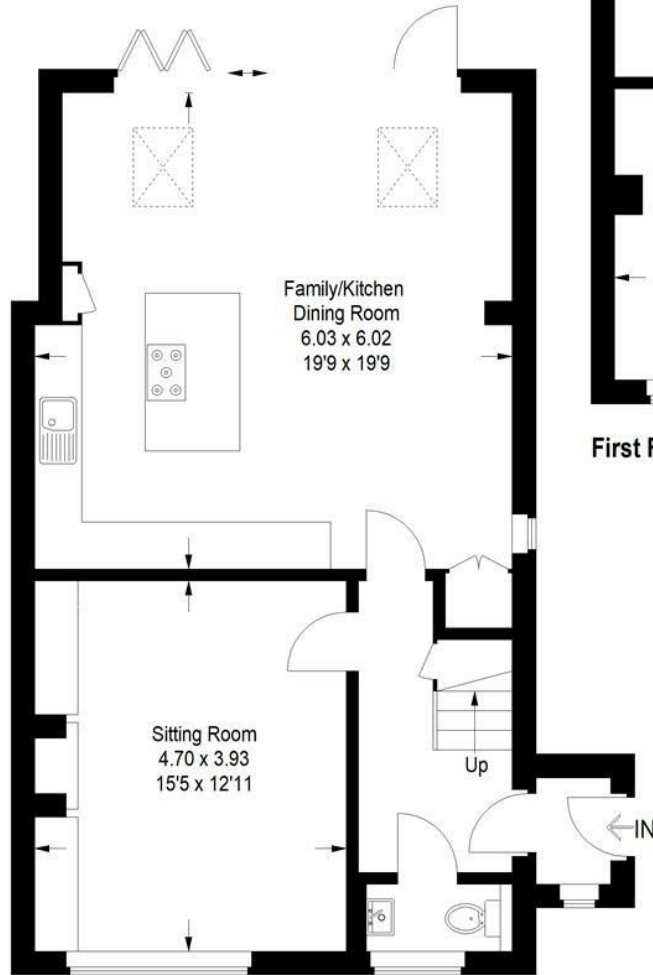 Family/Kitchen
Dining Room
6.03 x 6.02
19'9 x 19'9
First F
Sitting Room
4.70 x 3.93
15'5 x 12'11
Up
IN